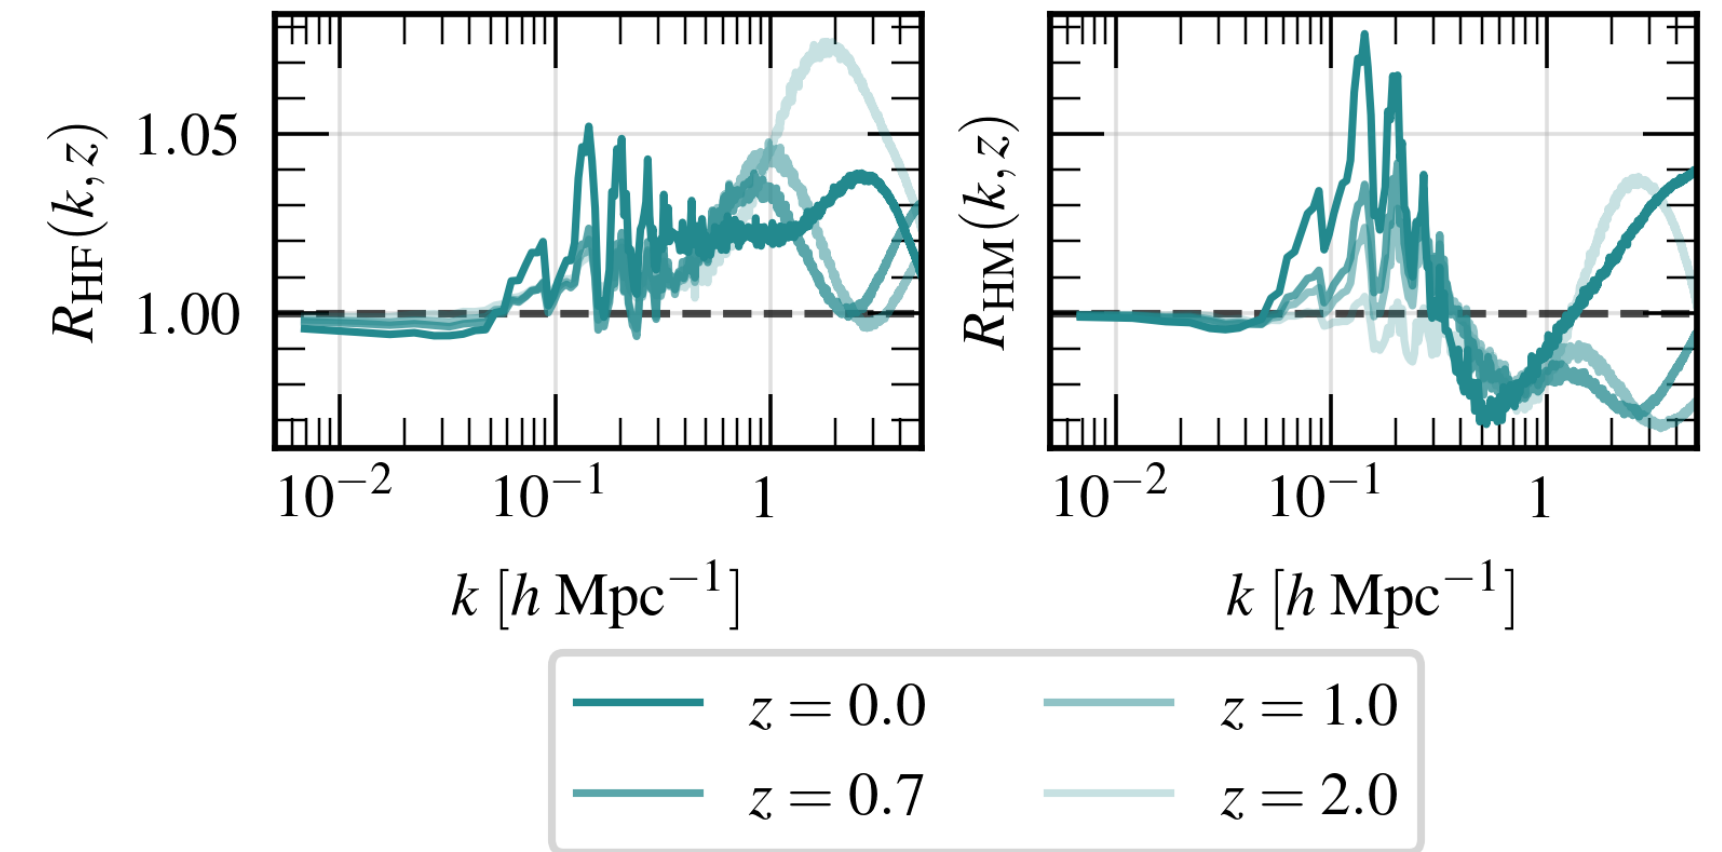 R_HF(k, z)
1.05
1.00
10⁻² 10⁻¹ 1
k [h Mpc⁻¹]
R_HM(k, z)
10⁻² 10⁻¹ 1
k [h Mpc⁻¹]
z = 0.0 z = 1.0
z = 0.7 z = 2.0